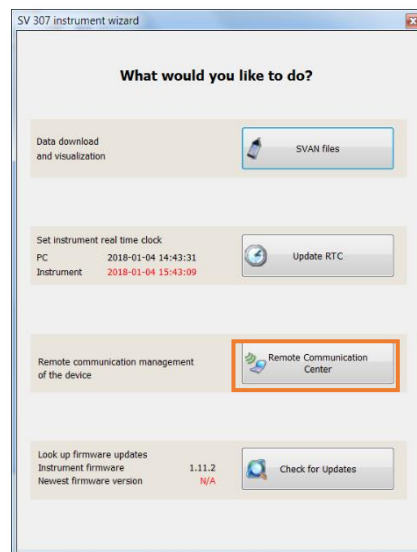 SV 307 instrument wizard
What would you like to do?
Data download
and visualization
SVAN files
Set instrument real time clock
PC 2018-01-04 14:43:31
Instrument 2018-01-04 15:43:09
Update RTC
Remote communication management
of the device
Remote Communication
Center
Look up firmware updates
Instrument firmware 1.11.2
Newest firmware version N/A
Check for Updates